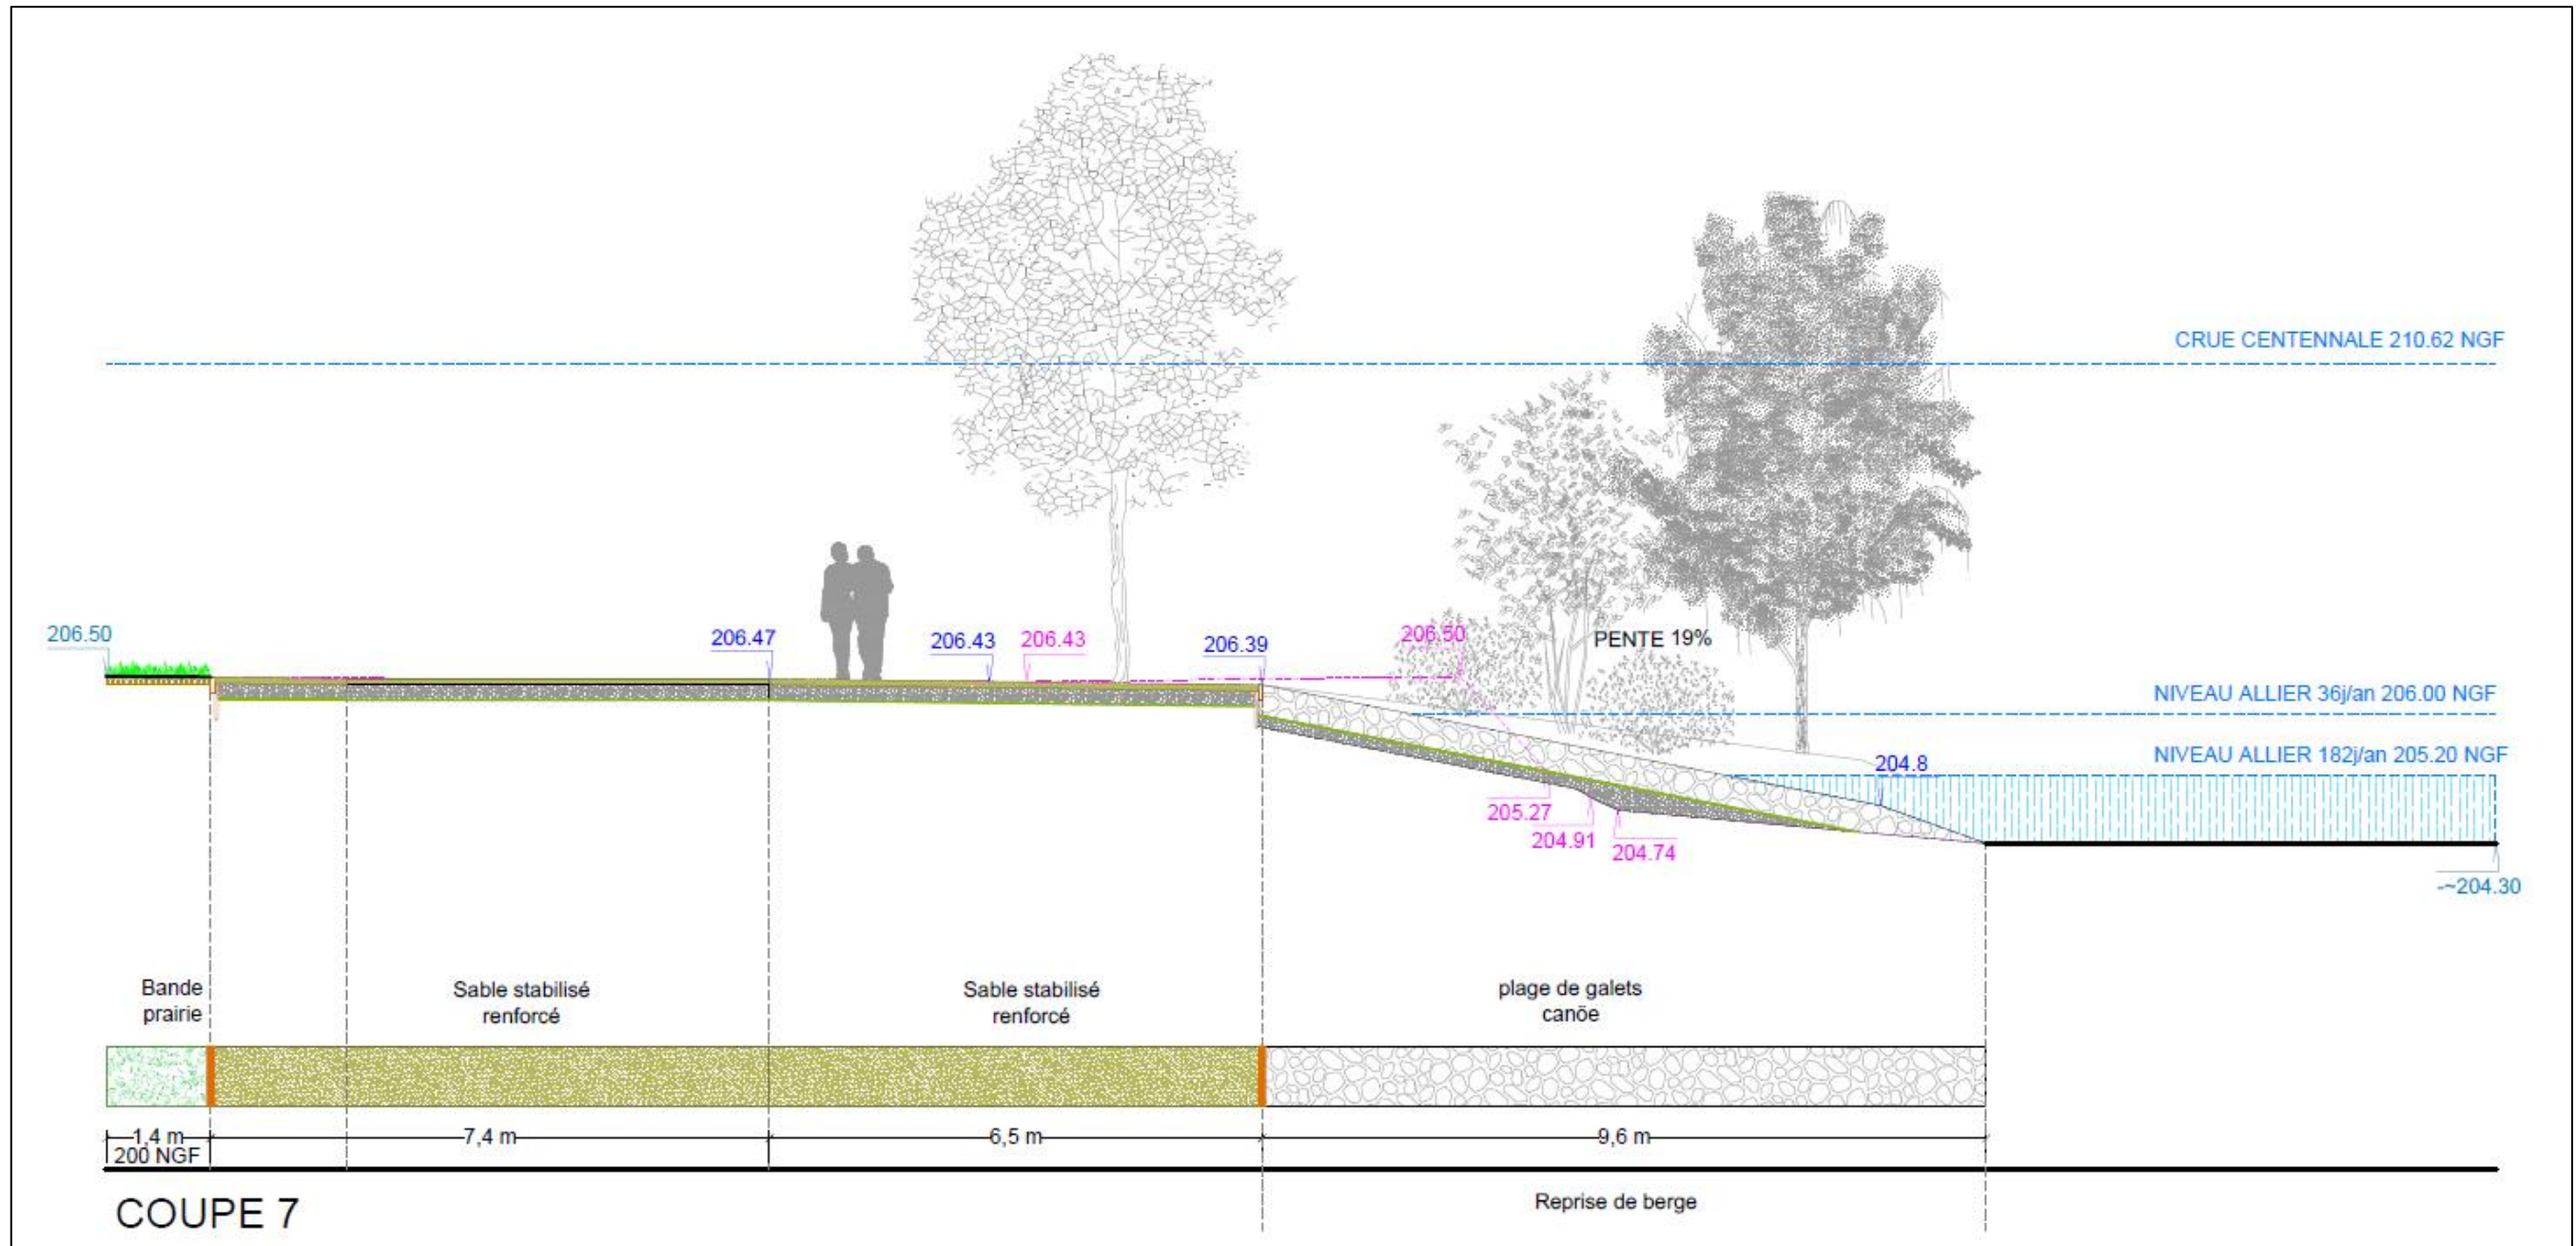 CRUE CENTENNALE 210.62 NGF
206.50
206.47
206.43
206.43
206.39
206.50
PENTE 19%
NIVEAU ALLIER 36j/an 206.00 NGF
NIVEAU ALLIER 182j/an 205.20 NGF
204.8
205.27
204.91
204.74
-~204.30
Bande
prairie
Sable stabilisé
renforcé
Sable stabilisé
renforcé
plage de galets
canöe
1,4 m
7,4 m
6,5 m
9,6 m
200 NGF
COUPE 7
Reprise de berge